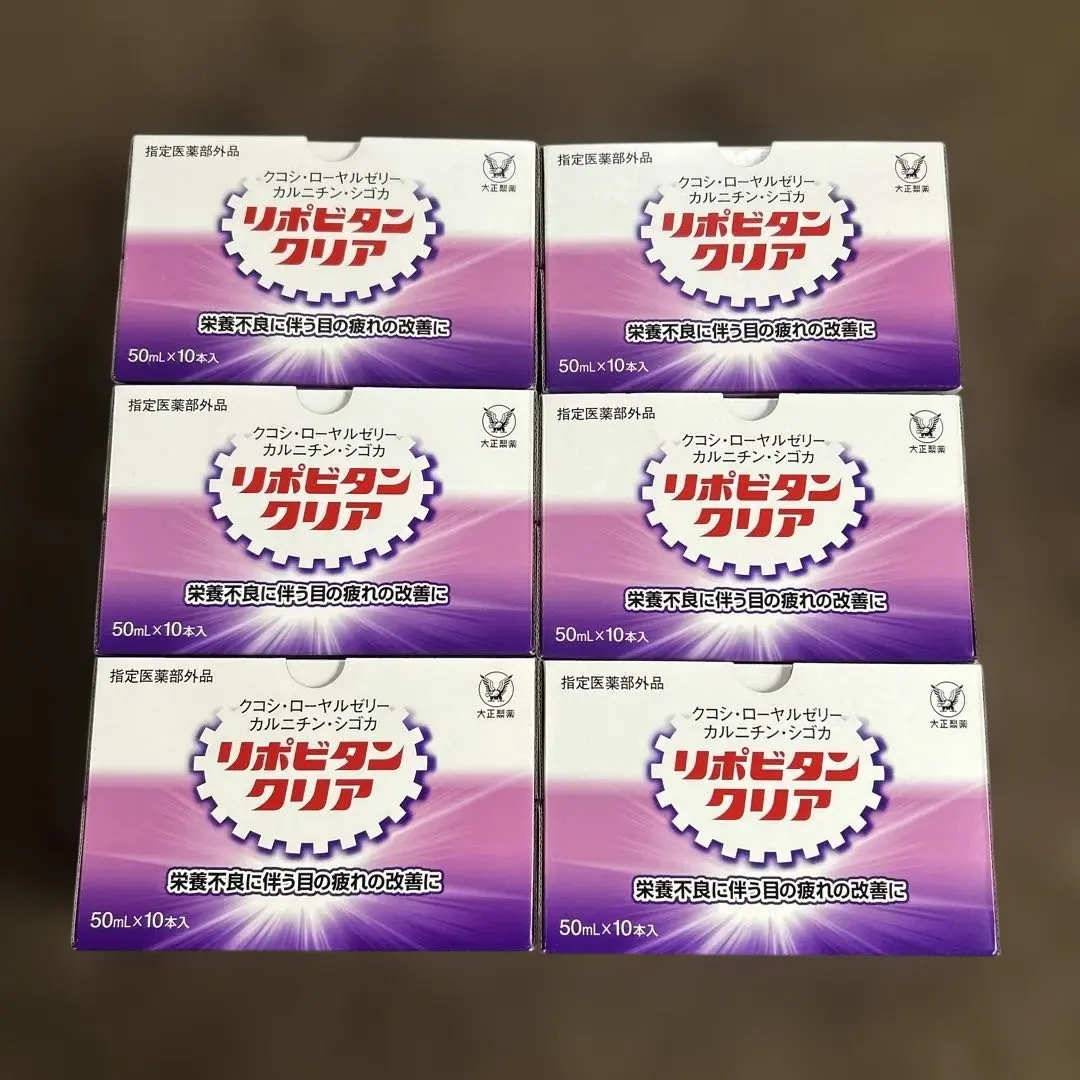 指定医薬部外品
大正製薬
クコシ・ローヤルゼリー
カルニチン・シゴカ
リポビタン
クリア
栄養不良に伴う目の疲れの改善に
50mL×10本入
指定医薬部外品
大正製薬
クコシ・ローヤルゼリー
カルニチン・シゴカ
リポビタン
クリア
栄養不良に伴う目の疲れの改善に
50mL×10本入
指定医薬部外品
大正製薬
クコシ・ローヤルゼリー
カルニチン・シゴカ
リポビタン
クリア
栄養不良に伴う目の疲れの改善に
50mL×10本入
指定医薬部外品
大正製薬
クコシ・ローヤルゼリー
カルニチン・シゴカ
リポビタン
クリア
栄養不良に伴う目の疲れの改善に
50mL×10本入
指定医薬部外品
大正製薬
クコシ・ローヤルゼリー
カルニチン・シゴカ
リポビタン
クリア
栄養不良に伴う目の疲れの改善に
50mL×10本入
指定医薬部外品
大正製薬
クコシ・ローヤルゼリー
カルニチン・シゴカ
リポビタン
クリア
栄養不良に伴う目の疲れの改善に
50mL×10本入